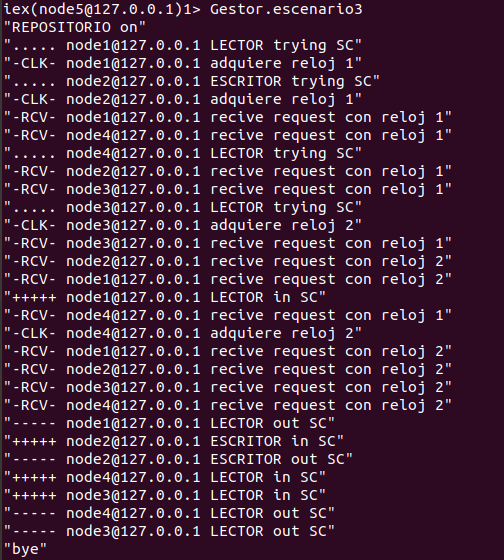 iex(node5@127.0.0.1)1> Gestor.escenario3
"REPOSITORIO on"
"..... node1@127.0.0.1 LECTOR trying SC"
"-CLK- node1@127.0.0.1 adquiere reloj 1"
"..... node2@127.0.0.1 ESCRITOR trying SC"
"-CLK- node2@127.0.0.1 adquiere reloj 1"
"-RCV- node1@127.0.0.1 recive request con reloj 1"
"-RCV- node4@127.0.0.1 recive request con reloj 1"
"..... node4@127.0.0.1 LECTOR trying SC"
"-RCV- node2@127.0.0.1 recive request con reloj 1"
"-RCV- node3@127.0.0.1 recive request con reloj 1"
"..... node3@127.0.0.1 LECTOR trying SC"
"-CLK- node3@127.0.0.1 adquiere reloj 2"
"-RCV- node3@127.0.0.1 recive request con reloj 1"
"-RCV- node2@127.0.0.1 recive request con reloj 2"
"-RCV- node1@127.0.0.1 recive request con reloj 2"
"+++++ node1@127.0.0.1 LECTOR in SC"
"-RCV- node4@127.0.0.1 recive request con reloj 1"
"-CLK- node4@127.0.0.1 adquiere reloj 2"
"-RCV- node1@127.0.0.1 recive request con reloj 2"
"-RCV- node2@127.0.0.1 recive request con reloj 2"
"-RCV- node3@127.0.0.1 recive request con reloj 2"
"-RCV- node4@127.0.0.1 recive request con reloj 2"
"----- node1@127.0.0.1 LECTOR out SC"
"+++++ node2@127.0.0.1 ESCRITOR in SC"
"----- node2@127.0.0.1 ESCRITOR out SC"
"+++++ node4@127.0.0.1 LECTOR in SC"
"+++++ node3@127.0.0.1 LECTOR in SC"
"----- node4@127.0.0.1 LECTOR out SC"
"----- node3@127.0.0.1 LECTOR out SC"
"bye"